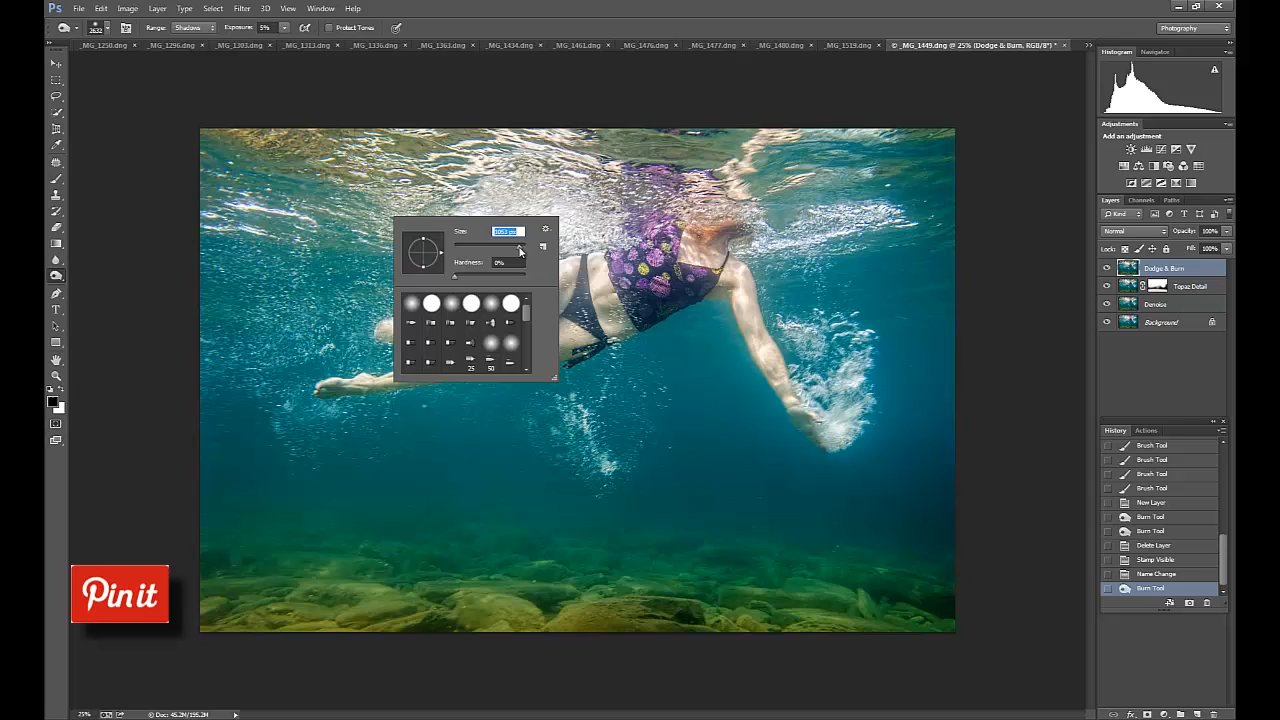 Ps File Edit Image Layer Type Select Filter 3D View Window Help
2632 Range: Shadows Exposure: 5% Protect Tones Photography
_MG_1250.dng × _MG_1296.dng × _MG_1303.dng × _MG_1313.dng × _MG_1336.dng × _MG_1363.dng × _MG_1434.dng × _MG_1461.dng × _MG_1476.dng × _MG_1477.dng × _MG_1480.dng × _MG_1519.dng × © _MG_1449.dng @ 25% (Dodge & Burn, RGB/8*) * ×
Histogram Navigator
Adjustments
Add an adjustment
Layers Channels Paths
Kind
Normal Opacity: 100%
Lock: Fill: 100%
Dodge & Burn
Topaz Detail
Denoise
Background
Size:
Hardness: 0%
25 50
History Actions
Brush Tool
Brush Tool
Brush Tool
Brush Tool
New Layer
Burn Tool
Burn Tool
Delete Layer
Stamp Visible
Name Change
Burn Tool
Pin it
25% Doc: 45.2M/195.2M